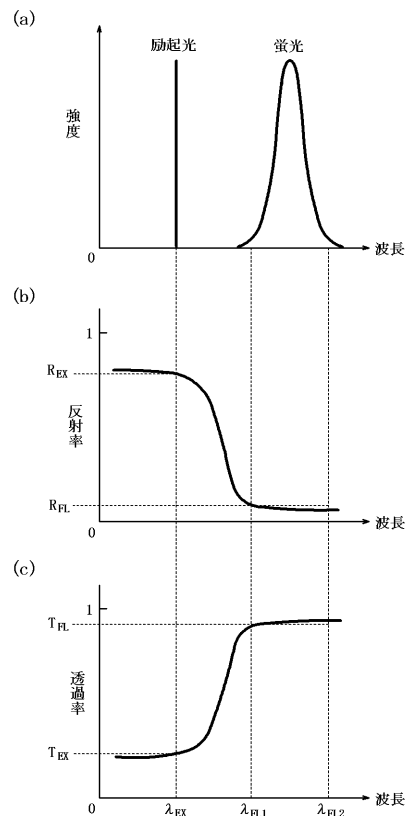 (a)
励起光
蛍光
強度
0
波長
(b)
1
R_EX
反射率
R_FL
0
波長
(c)
1
T_FL
透過率
T_EX
0
λ_EX
λ_FL1
λ_FL2
波長